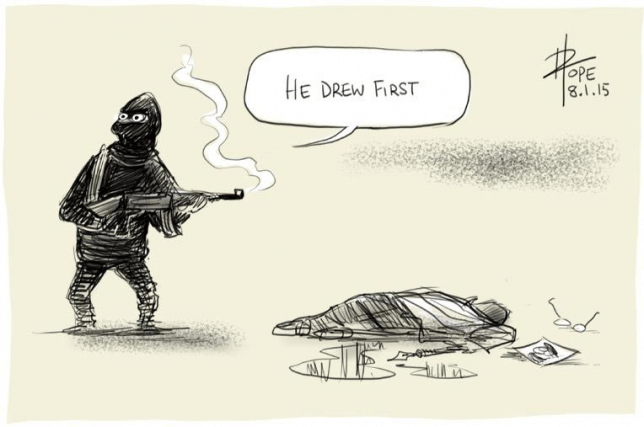 HE DREW FIRST
POPE
8.1.15